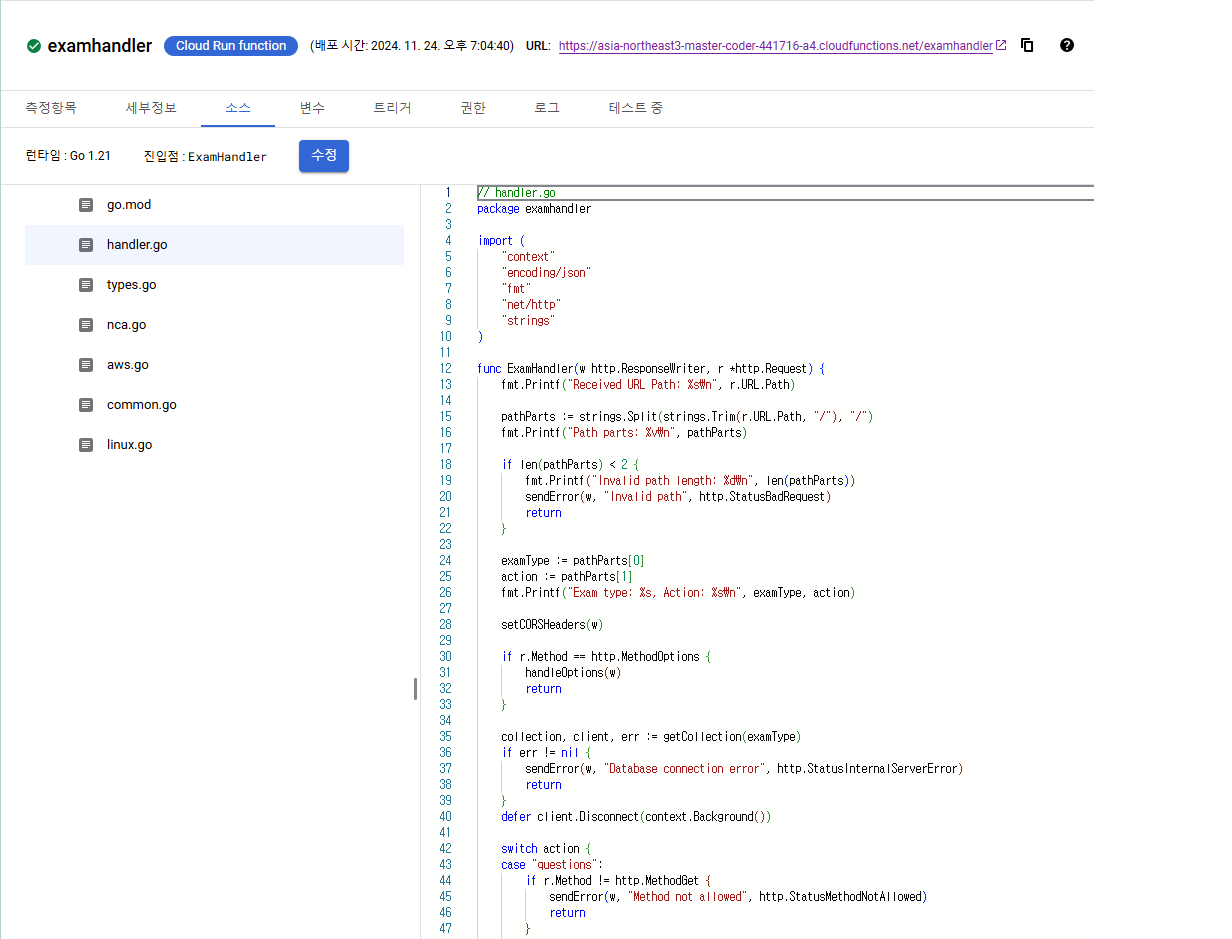 examhandler Cloud Run function (배포 시간: 2024. 11. 24. 오후 7:04:40) URL: https://asia-northeast3-master-coder-441716-a4.cloudfunctions.net/examhandler
측정항목 세부정보 소스 변수 트리거 권한 로그 테스트 중
런타임 : Go 1.21 진입점 : ExamHandler 수정
go.mod
handler.go
types.go
nca.go
aws.go
common.go
linux.go
1 // handler.go
2 package examhandler
3
4 import (
5 "context"
6 "encoding/json"
7 "fmt"
8 "net/http"
9 "strings"
10 )
11
12 func ExamHandler(w http.ResponseWriter, r *http.Request) {
13 fmt.Printf("Received URL Path: %s₩n", r.URL.Path)
14
15 pathParts := strings.Split(strings.Trim(r.URL.Path, "/"), "/")
16 fmt.Printf("Path parts: %v₩n", pathParts)
17
18 if len(pathParts) < 2 {
19 fmt.Printf("Invalid path length: %d₩n", len(pathParts))
20 sendError(w, "Invalid path", http.StatusBadRequest)
21 return
22 }
23
24 examType := pathParts[0]
25 action := pathParts[1]
26 fmt.Printf("Exam type: %s, Action: %s₩n", examType, action)
27
28 setCORSHeaders(w)
29
30 if r.Method == http.MethodOptions {
31 handleOptions(w)
32 return
33 }
34
35 collection, client, err := getCollection(examType)
36 if err != nil {
37 sendError(w, "Database connection error", http.StatusInternalServerError)
38 return
39 }
40 defer client.Disconnect(context.Background())
41
42 switch action {
43 case "questions":
44 if r.Method != http.MethodGet {
45 sendError(w, "Method not allowed", http.StatusMethodNotAllowed)
46 return
47 }